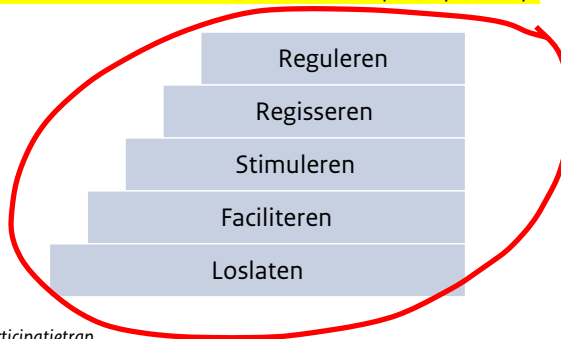 Reguleren
Regisseren
Stimuleren
Faciliteren
Loslaten